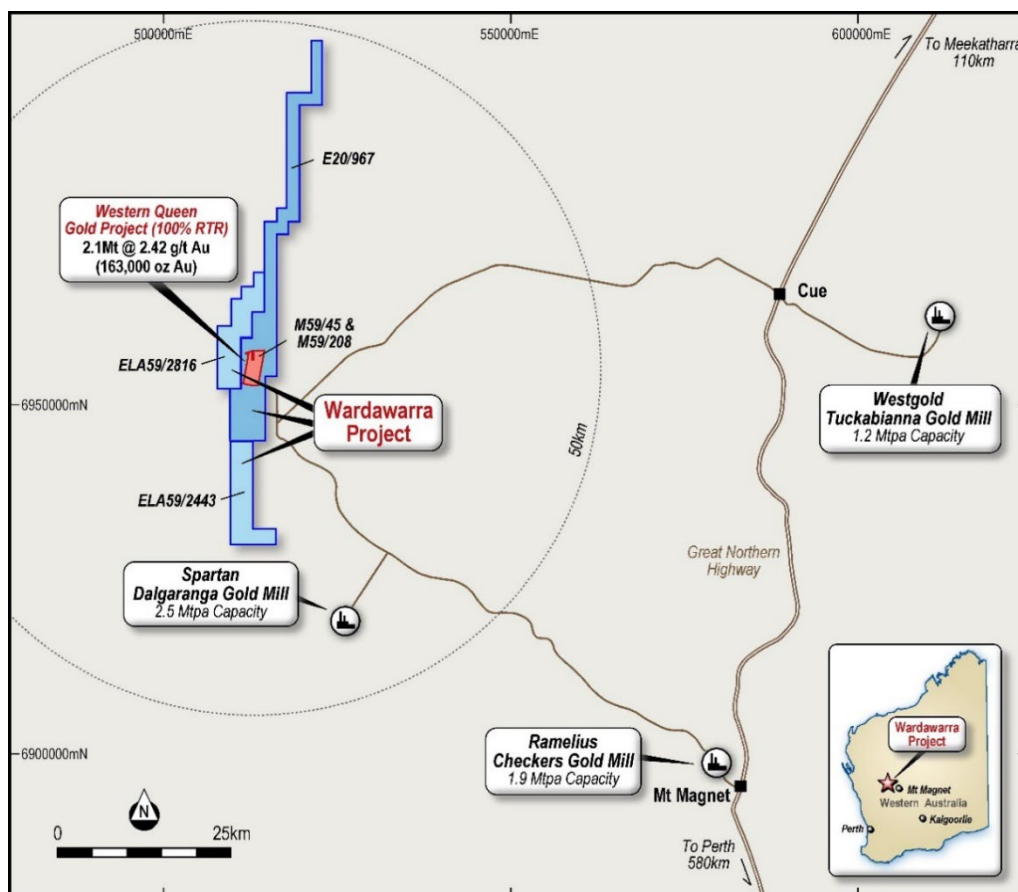 500000mE
550000mE
600000mE
To Meekatharra
110km
E20/967
Western Queen
Gold Project (100% RTR)
2.1Mt @ 2.42 g/t Au
(163,000 oz Au)
M59/45 &
M59/208
Cue
ELA59/2816
6950000mN
Wardawarra
Project
Westgold
Tuckabianna Gold Mill
1.2 Mtpa Capacity
50km
ELA59/2443
Great Northern
Highway
Spartan
Dalgaranga Gold Mill
2.5 Mtpa Capacity
6900000mN
Ramelius
Checkers Gold Mill
1.9 Mtpa Capacity
Mt Magnet
N
0
25km
To Perth
580km
Wardawarra
Project
Mt Magnet
Western Australia
Kalgoorlie
Perth